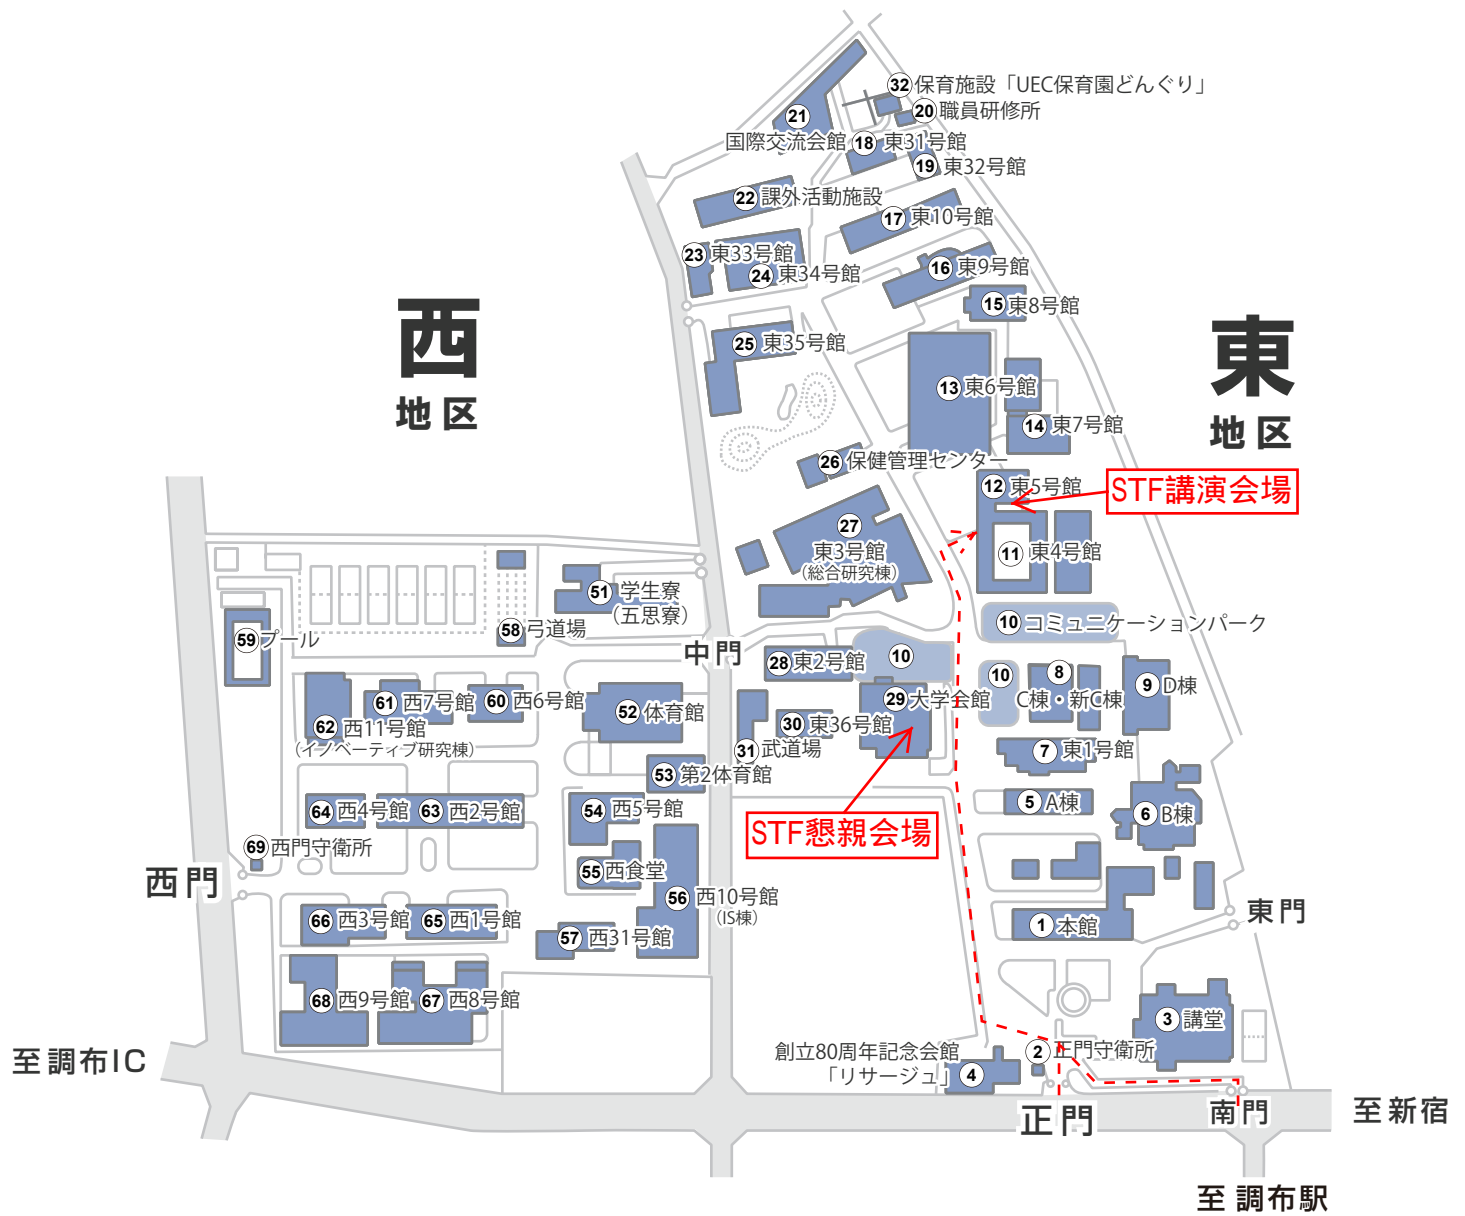 32 保育施設「UEC保育園どんぐり」
20 職員研修所
21
国際交流会館
18 東31号館
19 東32号館
22 課外活動施設
17 東10号館
23 東33号館
24 東34号館
16 東9号館
15 東8号館
25 東35号館
西
地区
東
地区
13 東6号館
14 東7号館
26 保健管理センター
12 東5号館
STF講演会場
27
東3号館
(総合研究棟)
11 東4号館
51 学生寮
(五思寮)
58 弓道場
59 プール
中門
10 コミュニケーションパーク
28 東2号館
10
10
8
C棟・新C棟
9 D棟
29 大学会館
61 西7号館
60 西6号館
62 西11号館
(イノベーティブ研究棟)
52 体育館
30 東36号館
31 武道場
7 東1号館
53 第2体育館
64 西4号館
63 西2号館
54 西5号館
5 A棟
6 B棟
STF懇親会場
69 西門守衛所
西門
55 西食堂
56 西10号館
(IS棟)
66 西3号館
65 西1号館
57 西31号館
1 本館
東門
68 西9号館
67 西8号館
3 講堂
至調布IC
創立80周年記念会館
「リサージュ」
4
2 正門守衛所
正門
南門
至新宿
至 調布駅